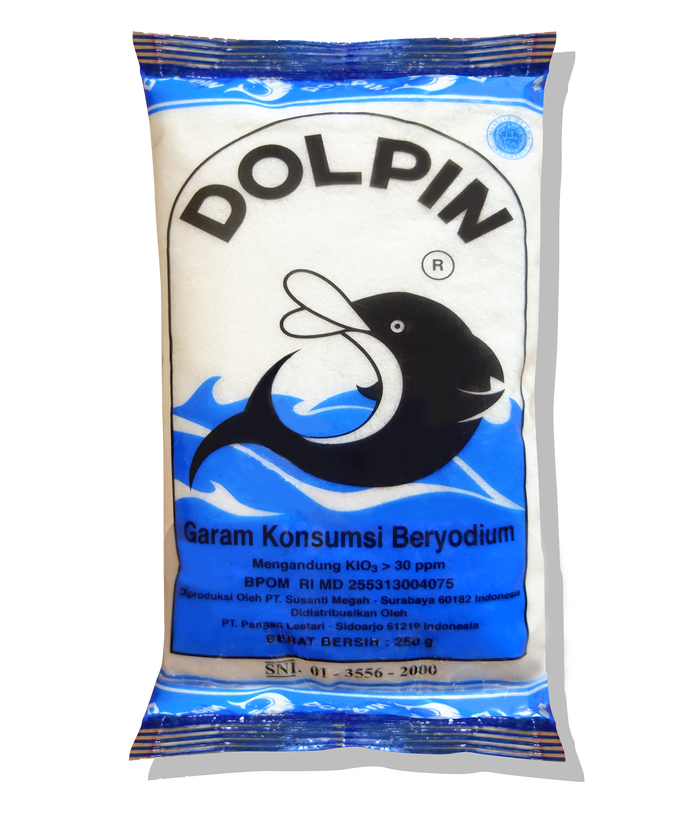 DOLPIN
DOLPIN
®
Garam Konsumsi Beryodium
Mengandung KIO₃ > 30 ppm
BPOM RI MD 255313004075
Diproduksi Oleh PT. Susanti Megah - Surabaya 60182 Indonesia
Didistribusikan Oleh
PT. Pangan Lestari - Sidoarjo 61219 Indonesia
BERAT BERSIH : 250 g
SNI. 01 - 3556 - 2000